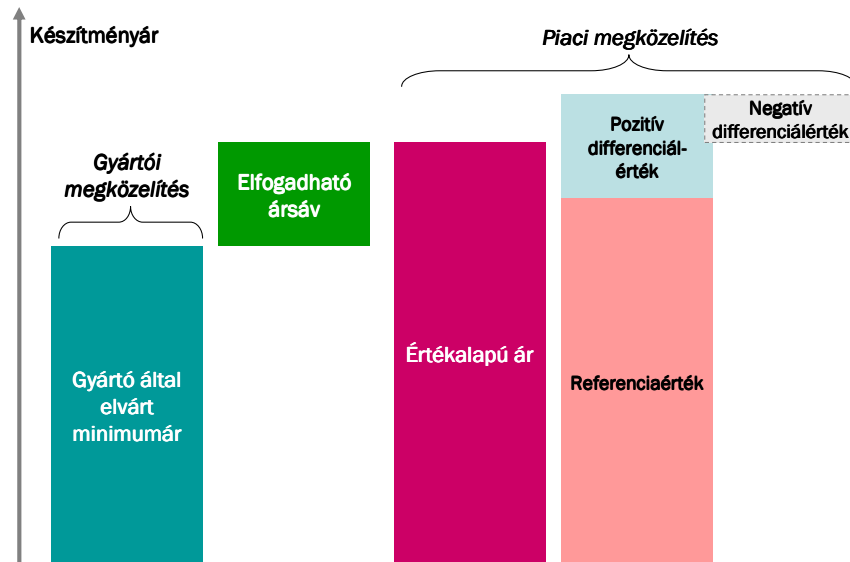 Készítményár
Piaci megközelítés
Gyártói
megközelítés
Elfogadható
ársáv
Pozitív
differenciál-
érték
Negatív
differenciálérték
Értékalapú ár
Gyártó által
elvárt
minimumár
Referenciaérték